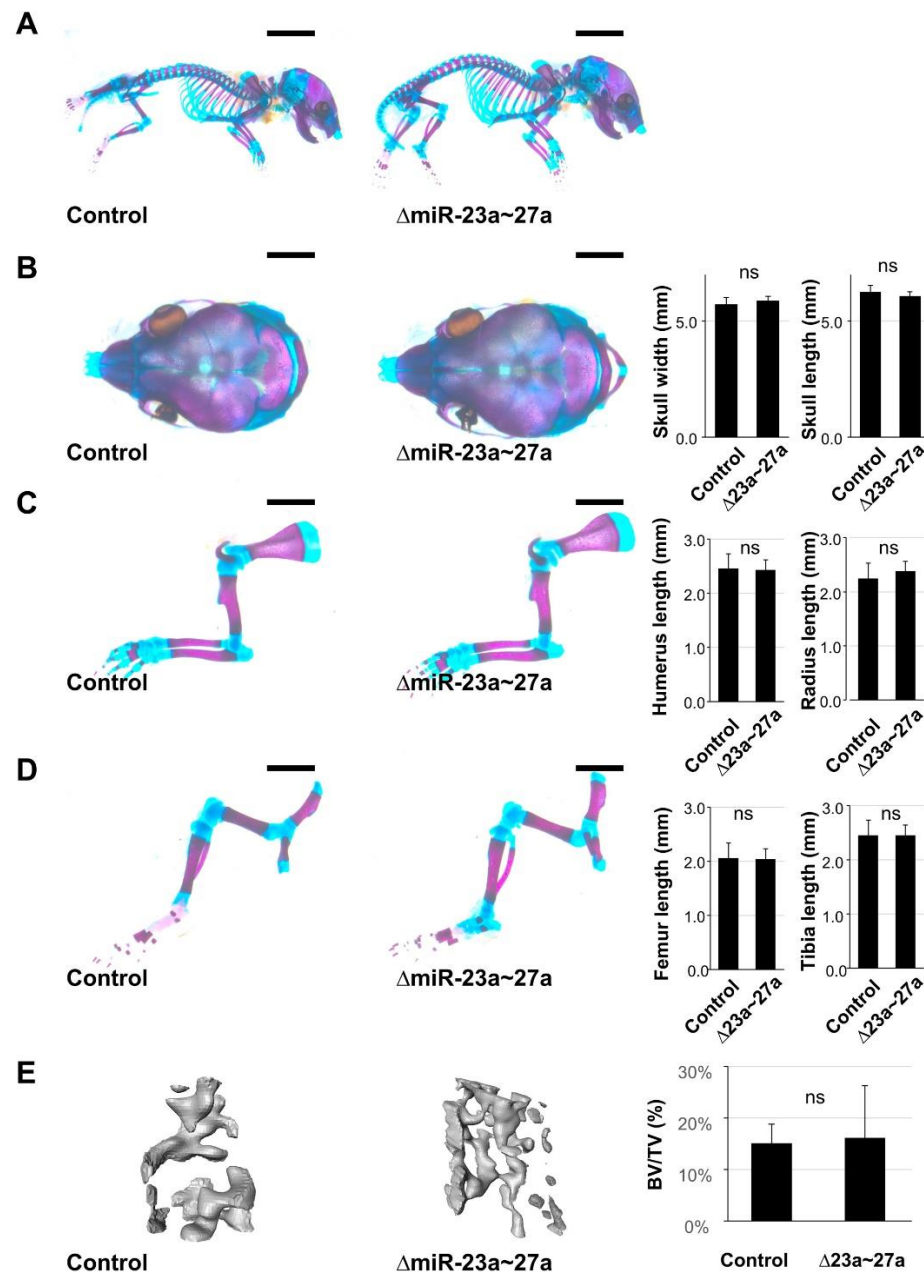 A
Control
ΔmiR-23a~27a
B
Control
ΔmiR-23a~27a
Skull width (mm)
ns
5.0
0.0
Control
Δ23a~27a
Skull length (mm)
ns
5.0
0.0
Control
Δ23a~27a
C
Control
ΔmiR-23a~27a
Humerus length (mm)
3.0
ns
2.0
1.0
0.0
Control
Δ23a~27a
Radius length (mm)
3.0
ns
2.0
1.0
0.0
Control
Δ23a~27a
D
Control
ΔmiR-23a~27a
Femur length (mm)
3.0
ns
2.0
1.0
0.0
Control
Δ23a~27a
Tibia length (mm)
3.0
ns
2.0
1.0
0.0
Control
Δ23a~27a
E
Control
ΔmiR-23a~27a
BV/TV (%)
30%
ns
20%
10%
0%
Control
Δ23a~27a